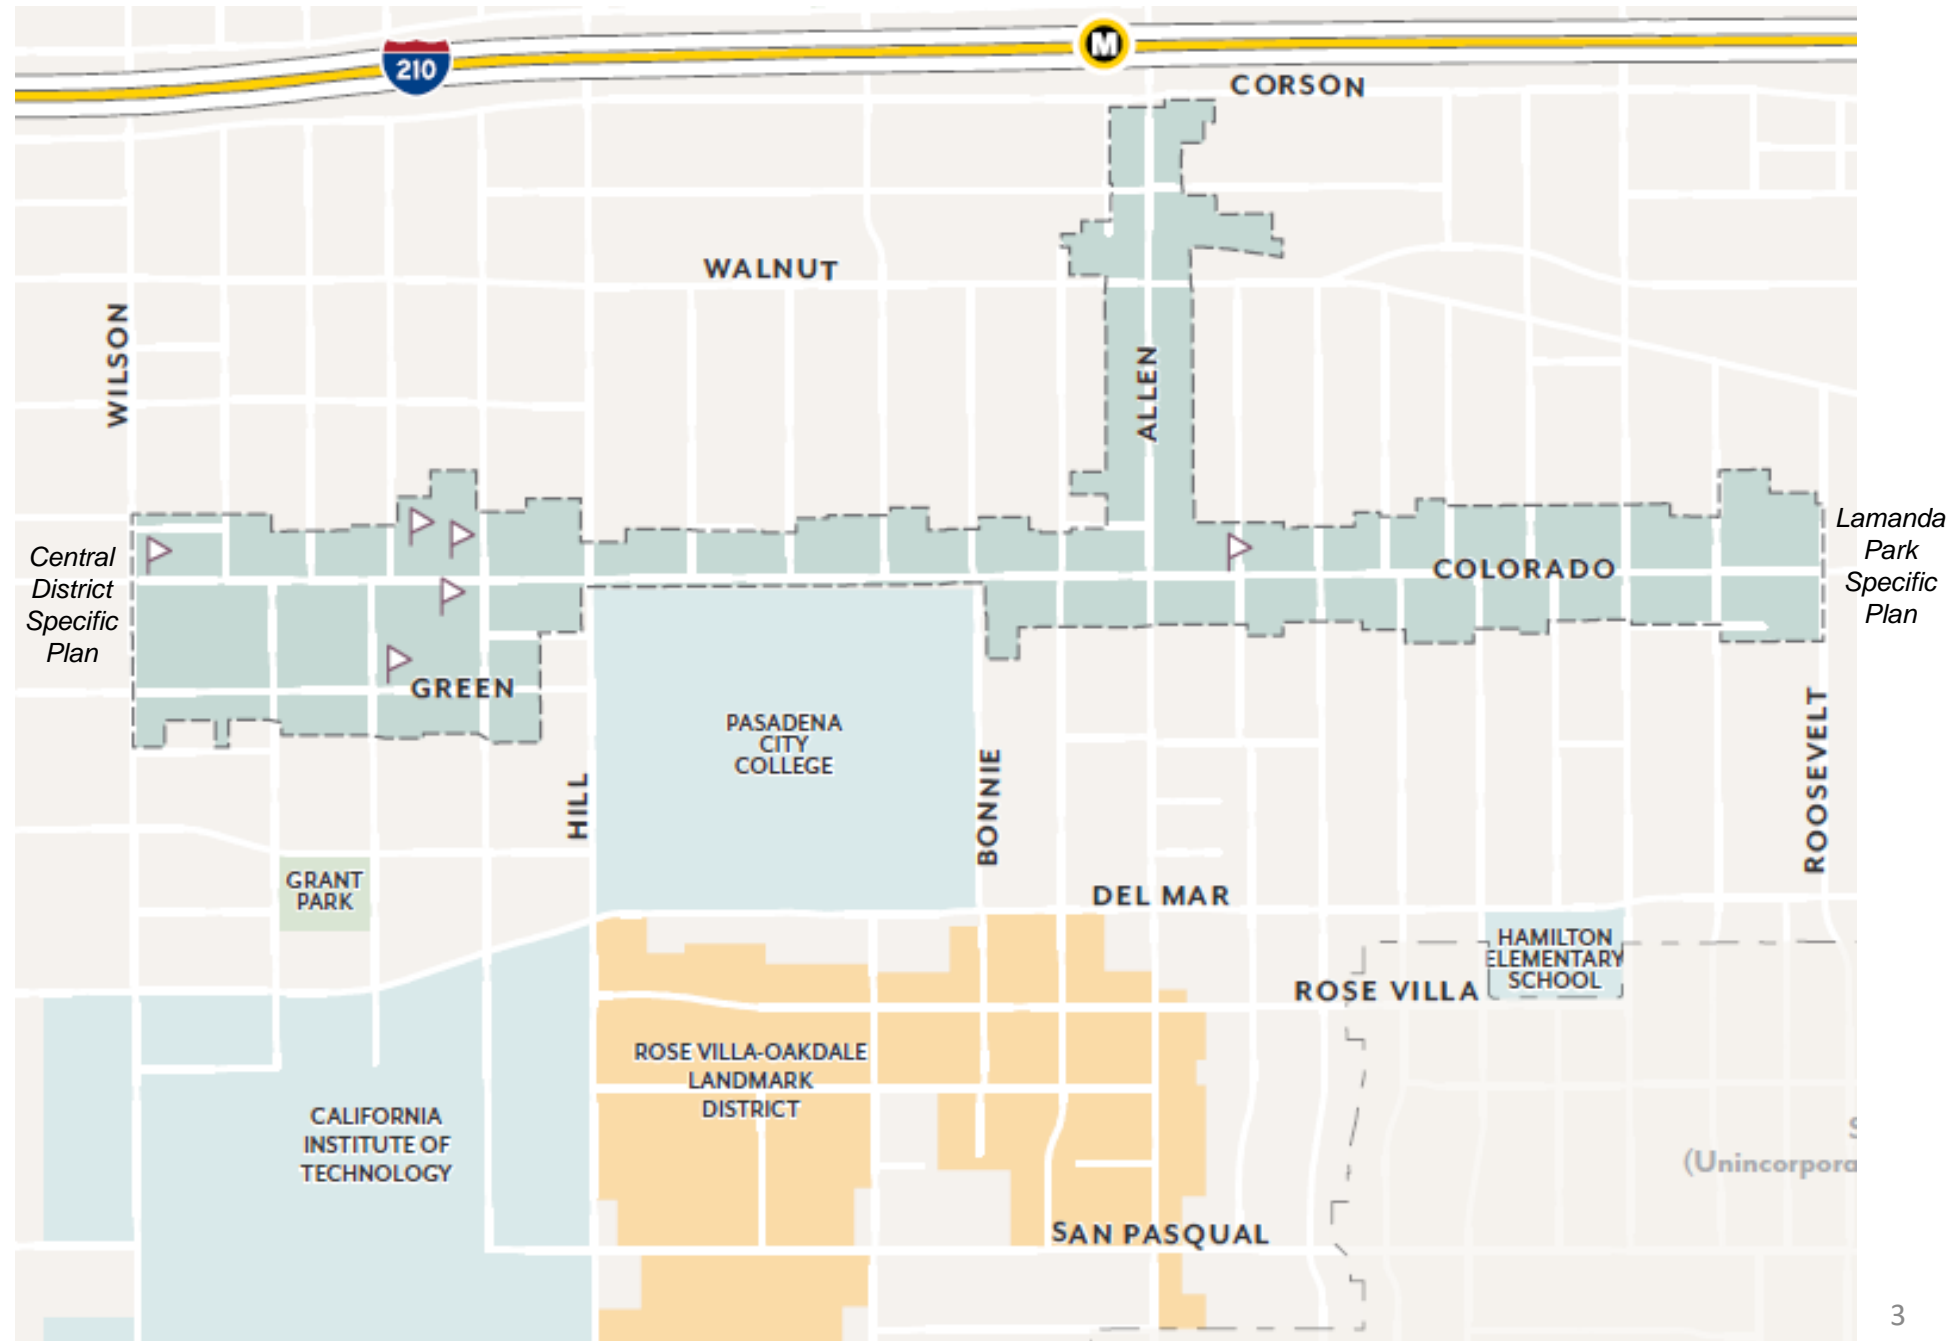 210
M
CORSON
WALNUT
WILSON
ALLEN
Central
District
Specific
Plan
Lamanda
Park
Specific
Plan
COLORADO
GREEN
PASADENA
CITY
COLLEGE
HILL
BONNIE
ROOSEVELT
GRANT
PARK
DEL MAR
HAMILTON
ELEMENTARY
SCHOOL
ROSE VILLA
ROSE VILLA-OAKDALE
LANDMARK
DISTRICT
CALIFORNIA
INSTITUTE OF
TECHNOLOGY
S
(Unincorpora
SAN PASQUAL
3